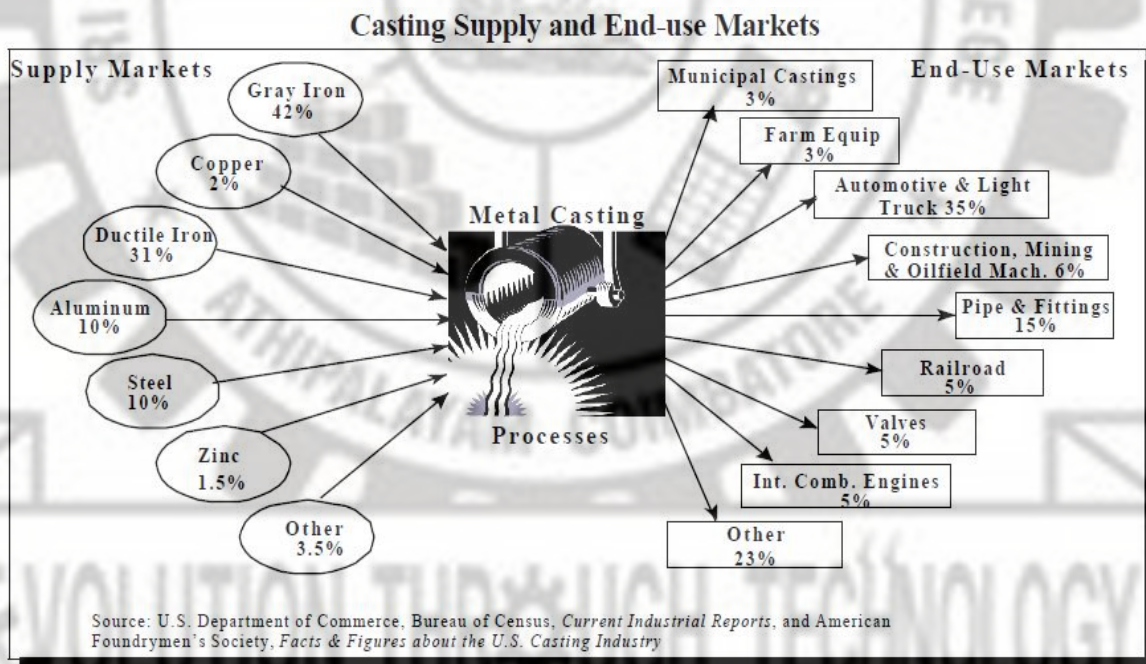 Casting Supply and End-use Markets
Supply Markets
End-Use Markets
Gray Iron
42%
Copper
2%
Ductile Iron
31%
Aluminum
10%
Steel
10%
Zinc
1.5%
Other
3.5%
Metal Casting
Processes
Municipal Castings
3%
Farm Equip
3%
Automotive & Light
Truck 35%
Construction, Mining
& Oilfield Mach. 6%
Pipe & Fittings
15%
Railroad
5%
Valves
5%
Int. Comb. Engines
5%
Other
23%
Source: U.S. Department of Commerce, Bureau of Census, Current Industrial Reports, and American
Foundrymen's Society, Facts & Figures about the U.S. Casting Industry